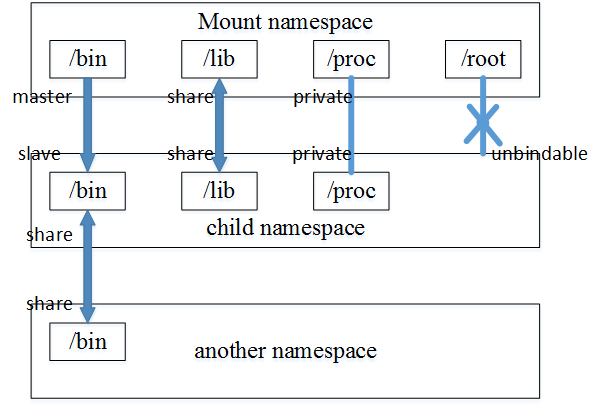 Mount namespace
/bin /lib /proc /root
master share private
slave share private unbindable
/bin /lib /proc
child namespace
share
share
/bin
another namespace